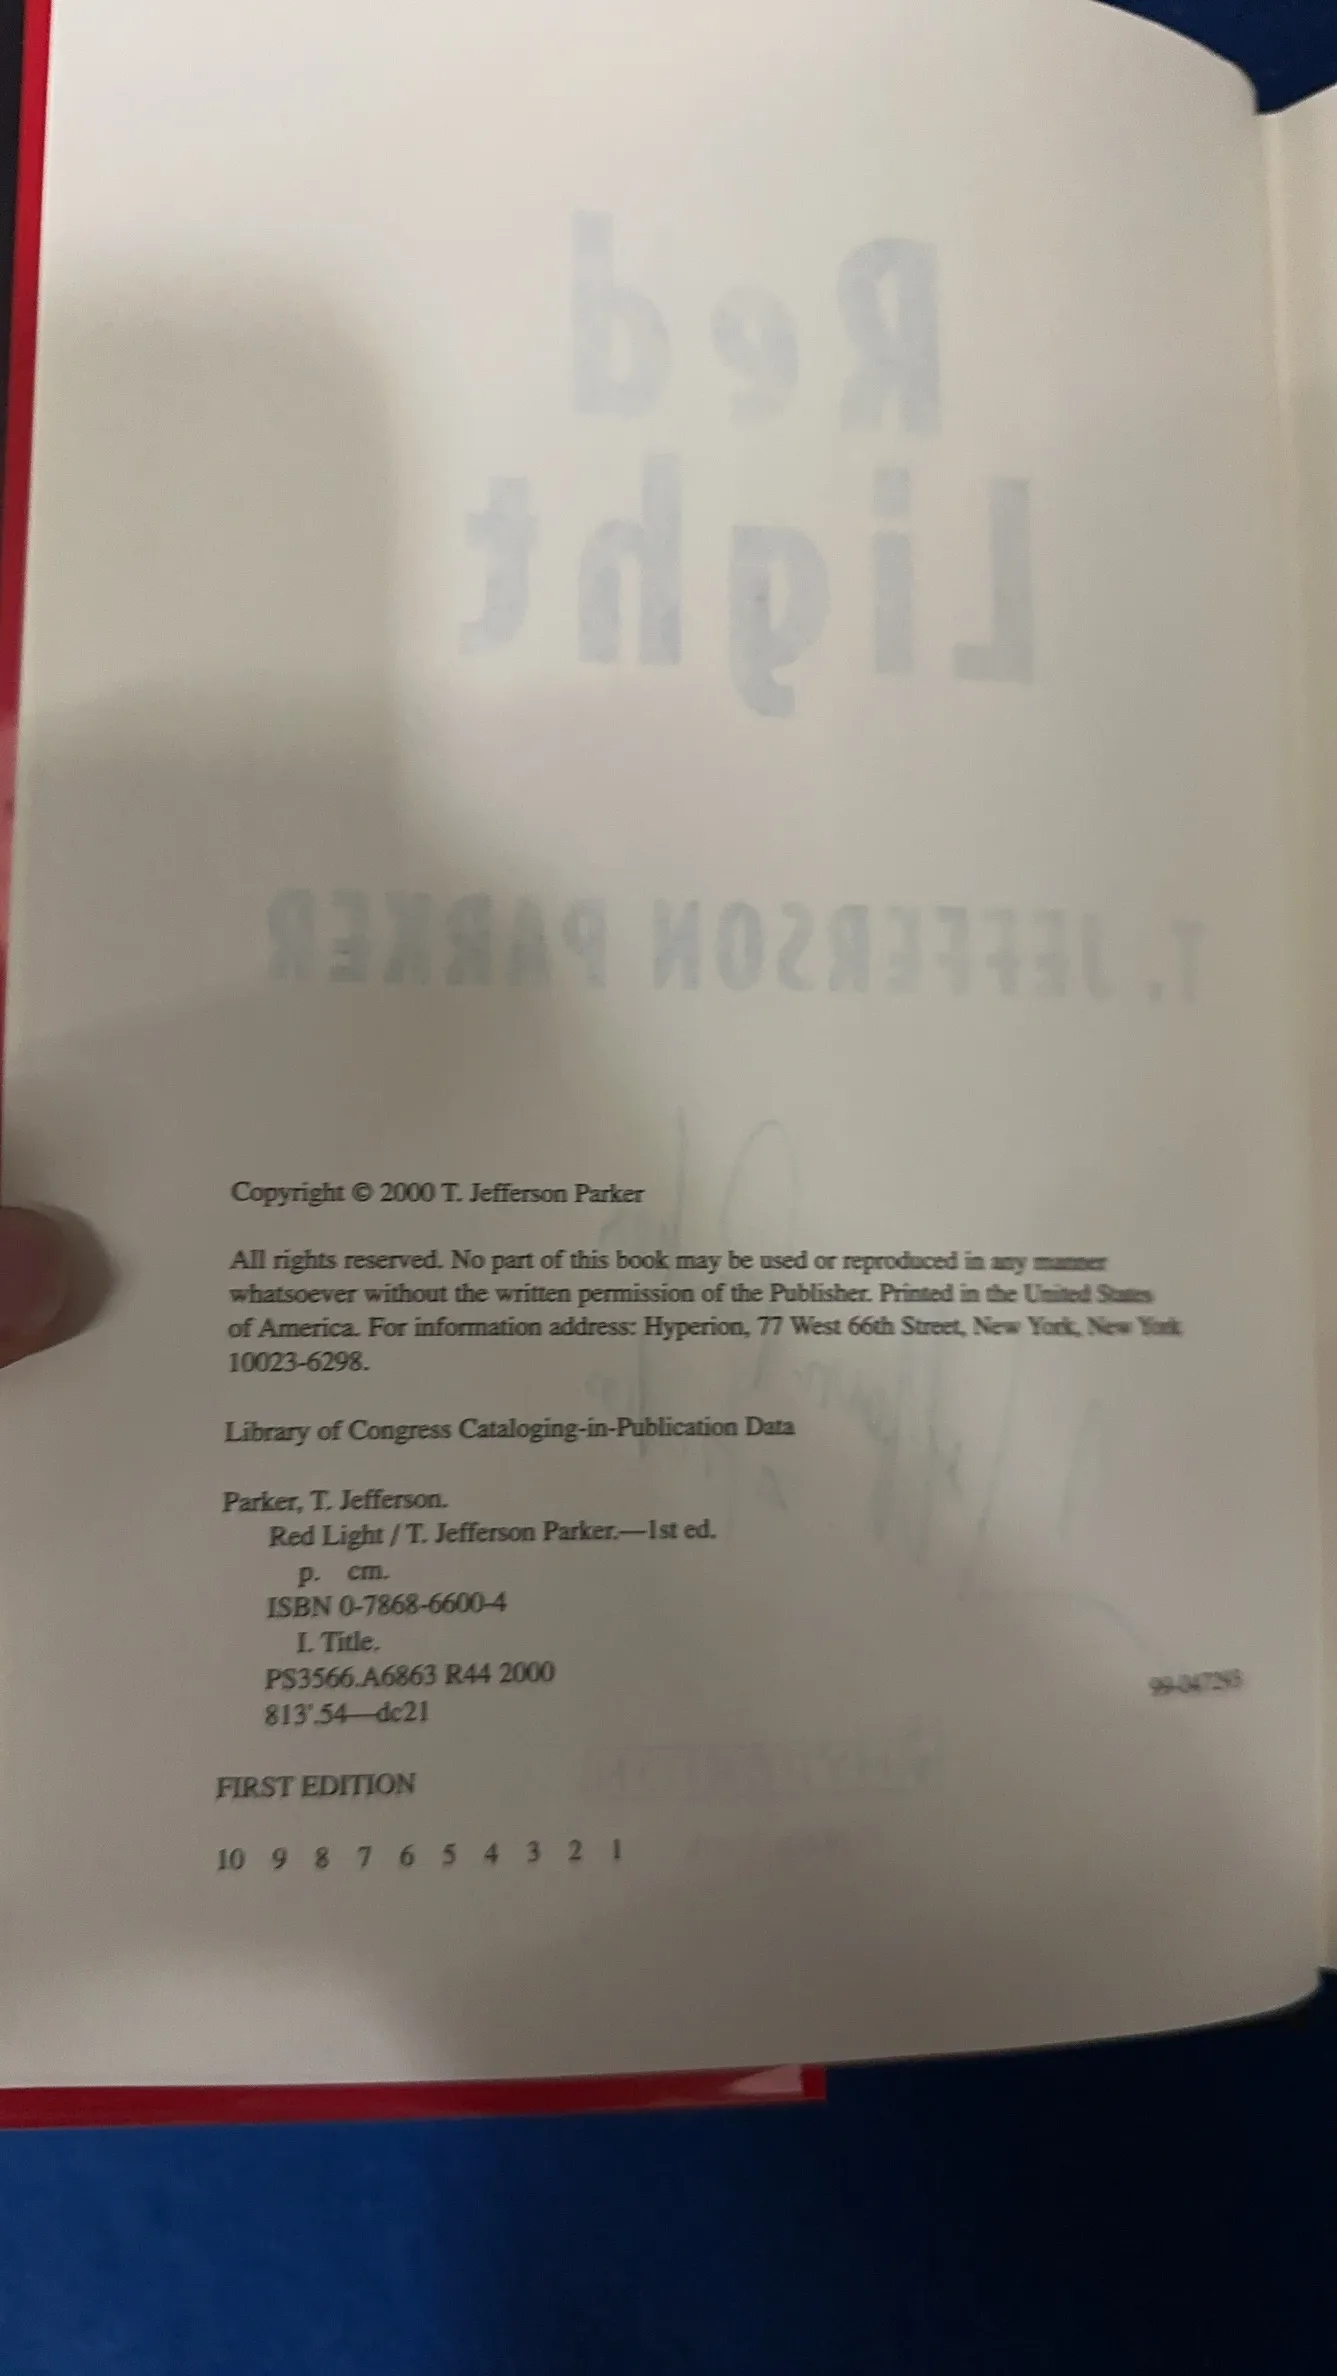 Red
Light
T. JEFFERSON PARKER
Copyright © 2000 T. Jefferson Parker
All rights reserved. No part of this book may be used or reproduced in any manner
whatsoever without the written permission of the Publisher. Printed in the United States
of America. For information address: Hyperion, 77 West 66th Street, New York, New York
10023-6298.
Library of Congress Cataloging-in-Publication Data
Parker, T. Jefferson.
Red Light / T. Jefferson Parker.—1st ed.
p. cm.
ISBN 0-7868-6600-4
I. Title.
PS3566.A6863 R44 2000
813'.54—dc21
FIRST EDITION
10 9 8 7 6 5 4 3 2 1